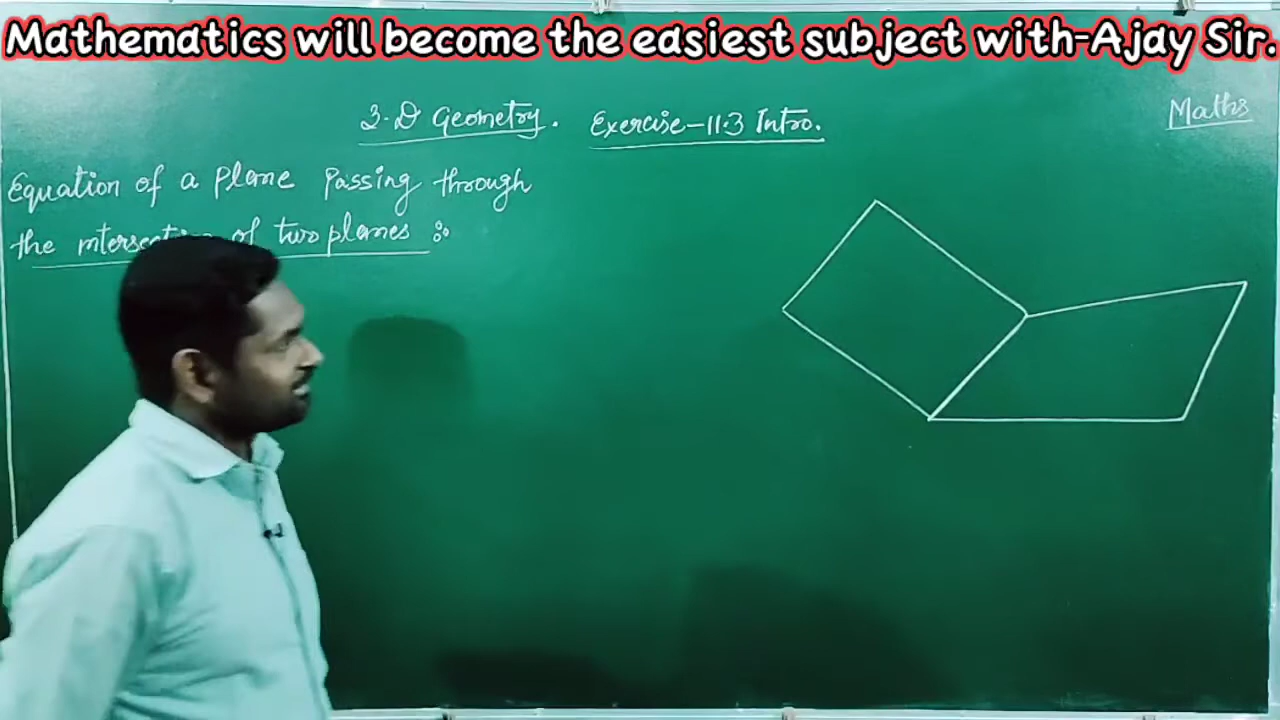 Mathematics will become the easiest subject with-Ajay Sir.
3-D Geometry. Exercise-11.3 Intro.
Maths
Equation of a plane passing through
the of two planes :-